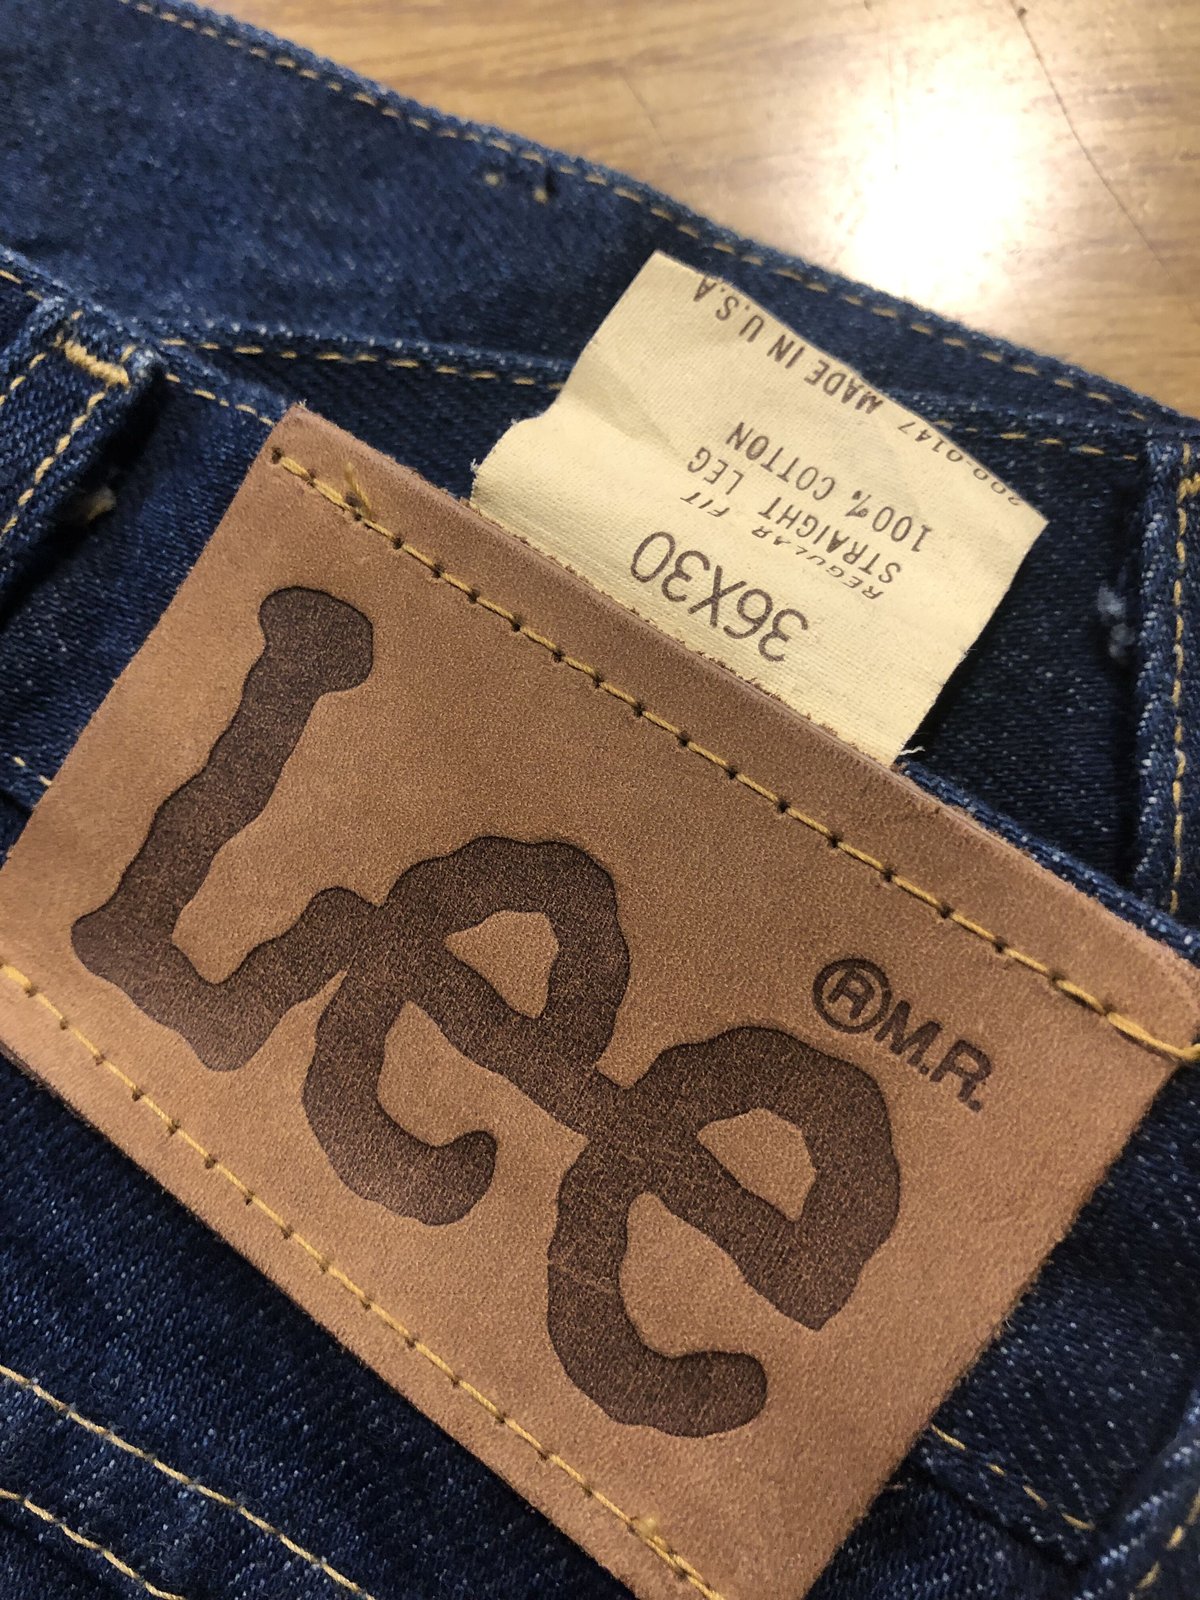 Lee
®M.R.
36X30
REGULAR FIT
STRAIGHT LEG
100% COTTON
200-0147 MADE IN U.S.A